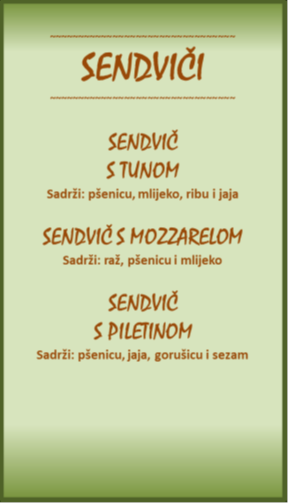 SENDVIČI
SENDVIČ
S TUNOM
Sadrži: pšenicu, mlijeko, ribu i jaja
SENDVIČ S MOZZARELOM
Sadrži: raž, pšenicu i mlijeko
SENDVIČ
S PILETINOM
Sadrži: pšenicu, jaja, gorušicu i sezam